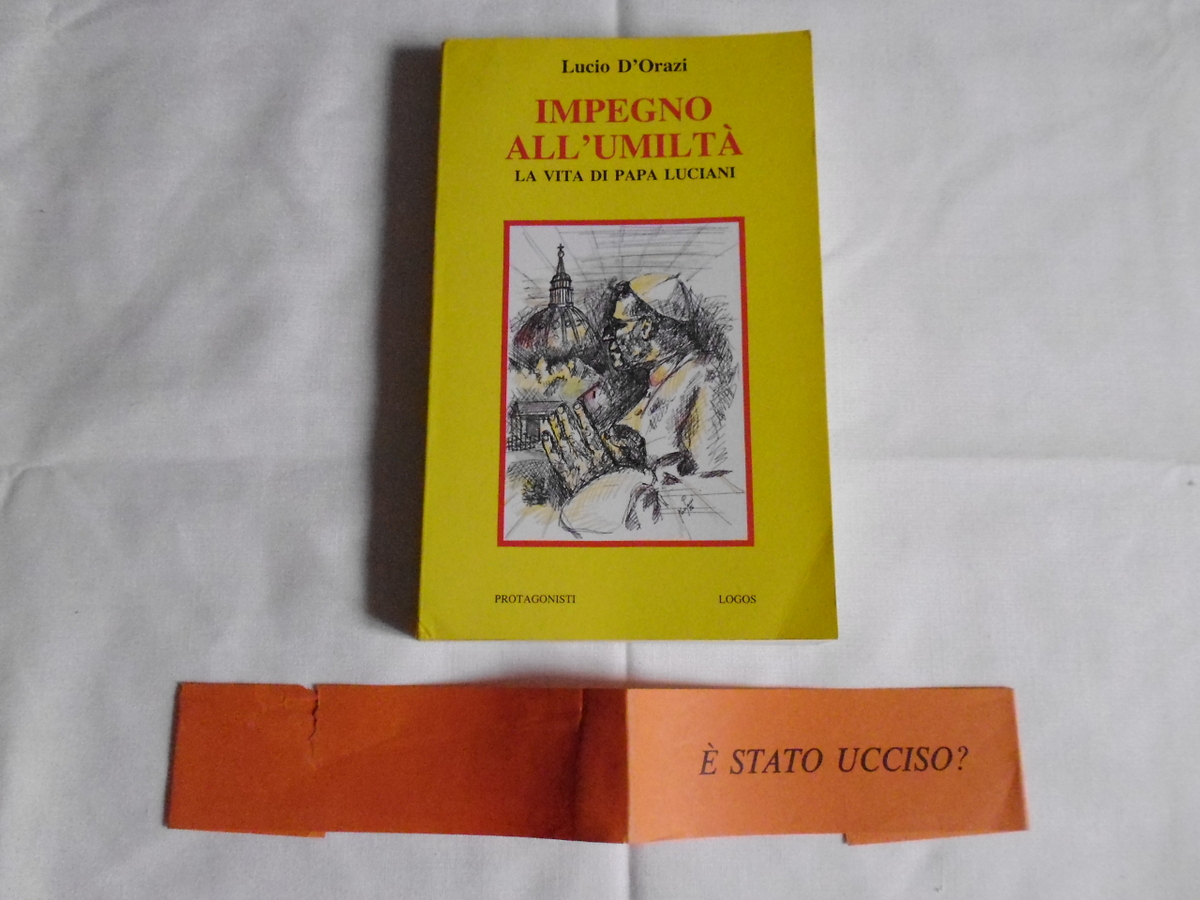 Lucio D'Orazi
IMPEGNO
ALL'UMILTÀ
LA VITA DI PAPA LUCIANI
PROTAGONISTI
LOGOS
È STATO UCCISO?